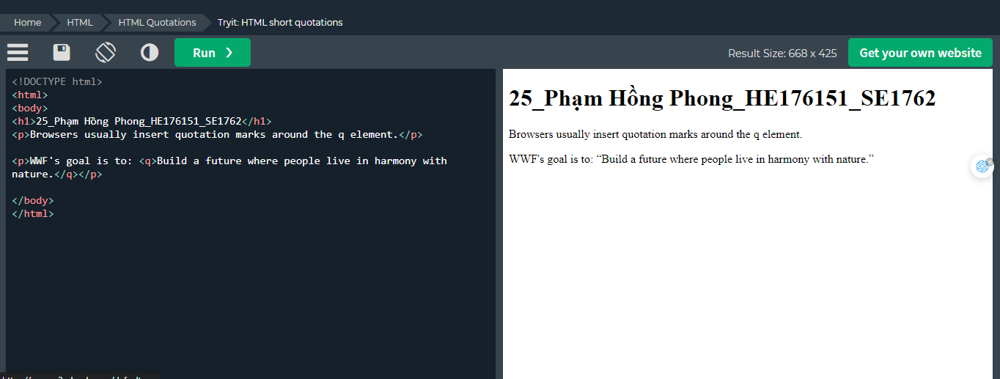 Home HTML HTML Quotations Tryit: HTML short quotations
Run ❯ Result Size: 668 x 425 Get your own website
<!DOCTYPE html>
<html>
<body>
<h1>25_Phạm Hồng Phong_HE176151_SE1762</h1>
<p>Browsers usually insert quotation marks around the q element.</p>
<p>WWF's goal is to: <q>Build a future where people live in harmony with
nature.</q></p>
</body>
</html>
25_Phạm Hồng Phong_HE176151_SE1762
Browsers usually insert quotation marks around the q element.
WWF's goal is to: “Build a future where people live in harmony with nature.”